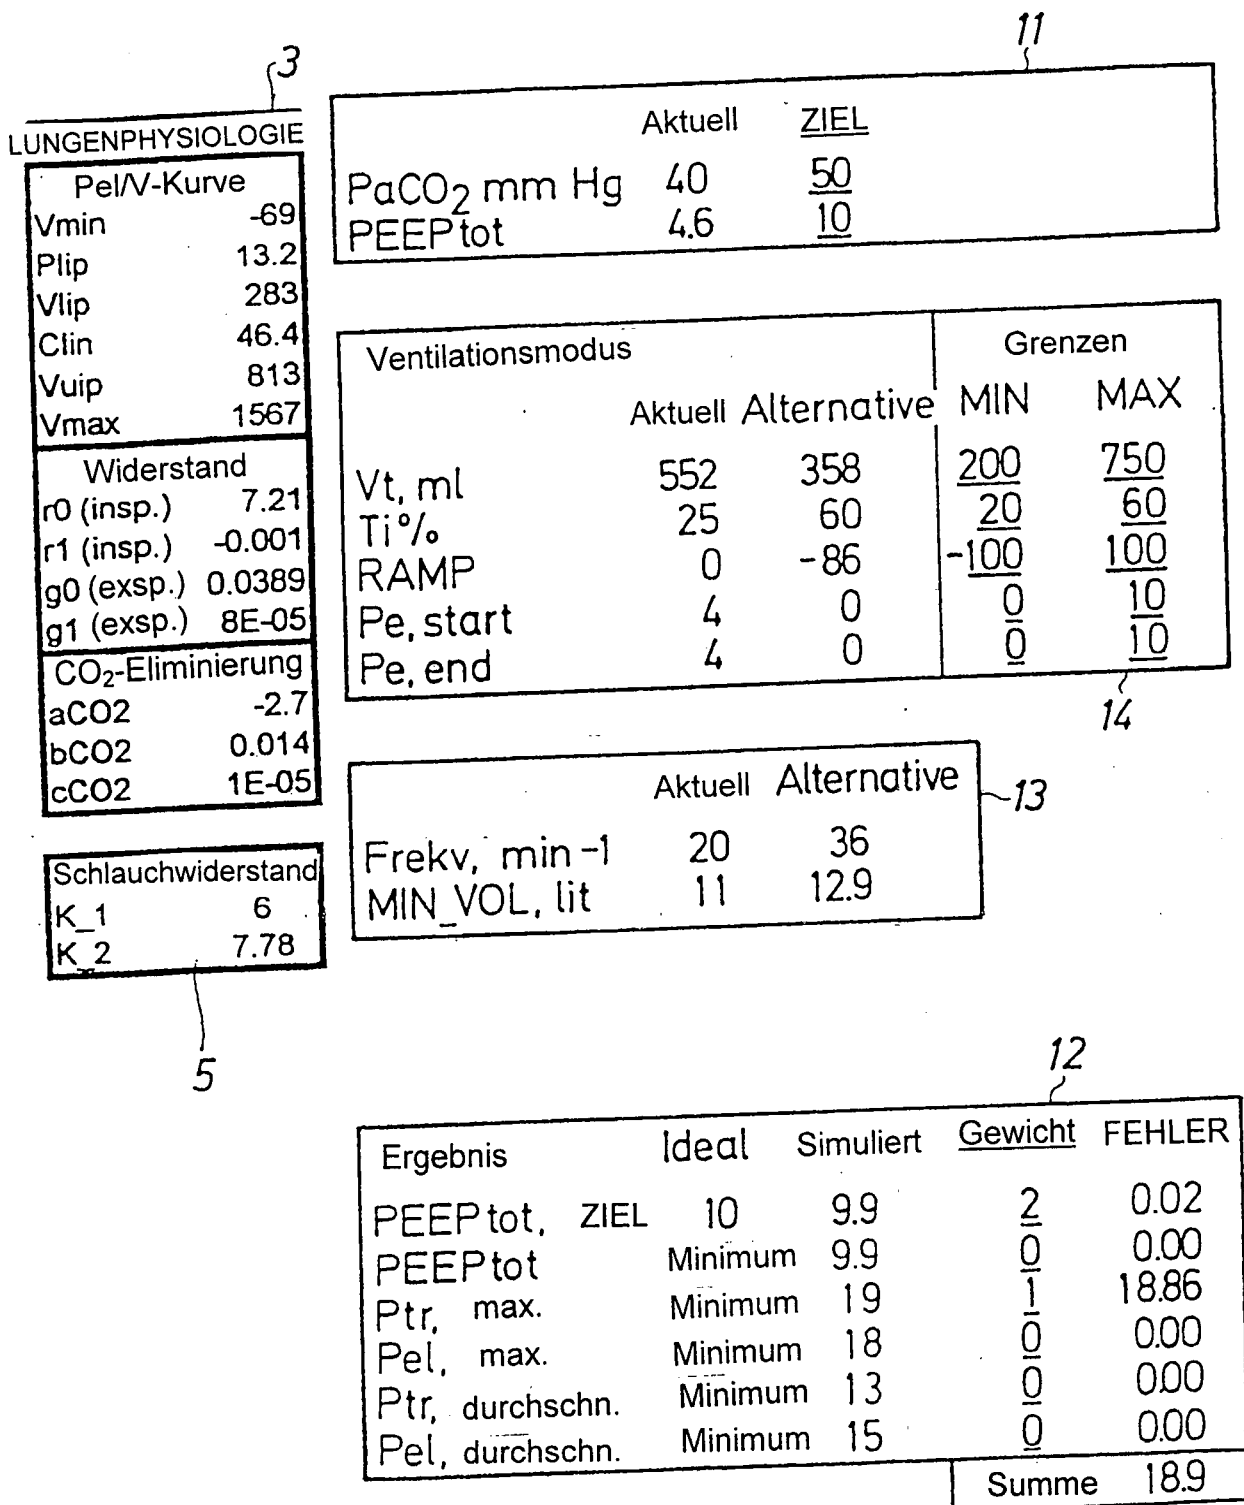 3
LUNGENPHYSIOLOGIE
Pel/V-Kurve
Vmin -69
Plip 13.2
Vlip 283
Clin 46.4
Vuip 813
Vmax 1567
Widerstand
r0 (insp.) 7.21
r1 (insp.) -0.001
g0 (exsp.) 0.0389
g1 (exsp.) 8E-05
CO2-Eliminierung
aCO2 -2.7
bCO2 0.014
cCO2 1E-05
Schlauchwiderstand
K_1 6
K_2 7.78
5
11
Aktuell ZIEL
PaCO2 mm Hg 40 50
PEEP tot 4.6 10
Ventilationsmodus Grenzen
Aktuell Alternative MIN MAX
Vt, ml 552 358 200 750
Ti% 25 60 20 60
RAMP 0 -86 -100 100
Pe, start 4 0 0 10
Pe, end 4 0 0 10
14
Aktuell Alternative
13
Frekv, min -1 20 36
MIN_VOL, lit 11 12.9
12
Ergebnis Ideal Simuliert Gewicht FEHLER
PEEP tot, ZIEL 10 9.9 2 0.02
PEEP tot Minimum 9.9 0 0.00
Ptr, max. Minimum 19 1 18.86
Pel, max. Minimum 18 0 0.00
Ptr, durchschn. Minimum 13 0 0.00
Pel, durchschn. Minimum 15 0 0.00
Summe 18.9